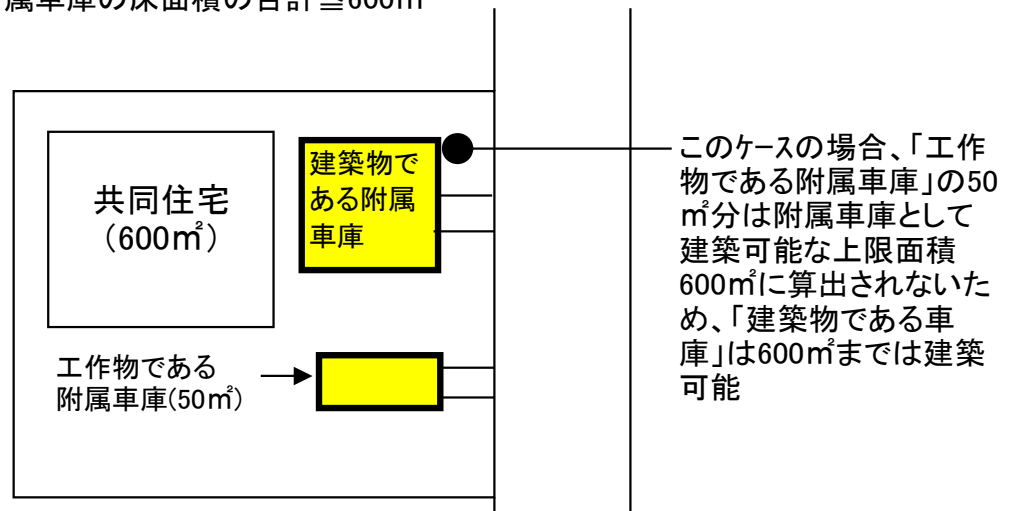 属車庫の床面積の合計≦600㎡
共同住宅
(600㎡)
建築物で
ある附属
車庫
工作物である
附属車庫(50㎡)
このケースの場合、「工作
物である附属車庫」の50
㎡分は附属車庫として
建築可能な上限面積
600㎡に算出されないた
め、「建築物である車
庫」は600㎡までは建築
可能